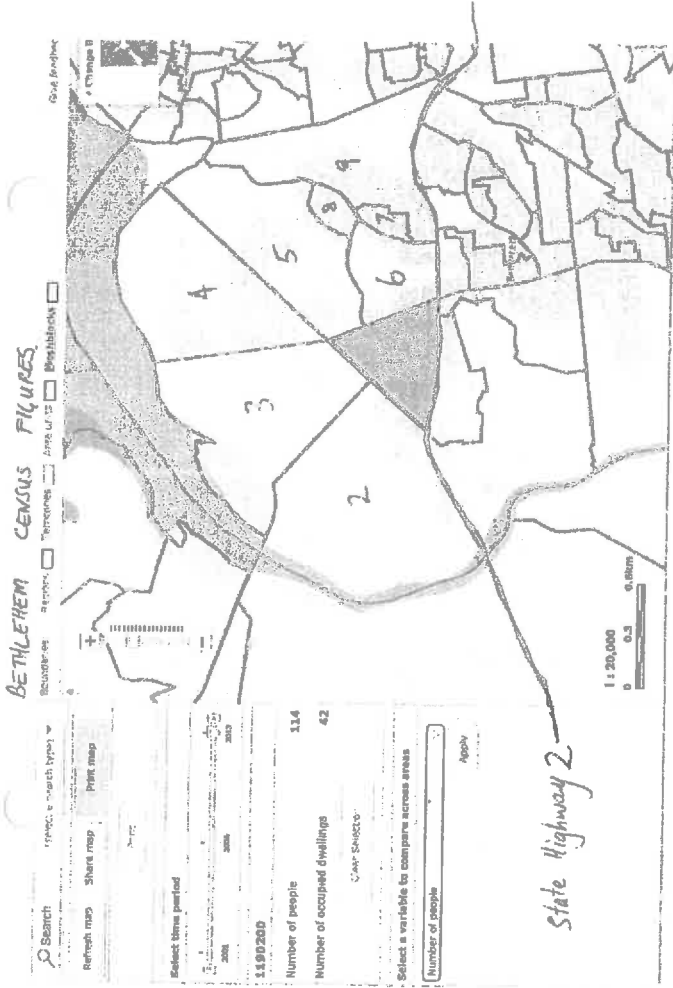 BETHLEHEM CENSUS FIGURES
Search
Refresh map Share map Print map
Select time period
2001 2006 2013
1190200
Number of people 114
Number of occupied dwellings 42
Select a variable to compare across areas
Number of people
Apply
Boundaries Regions Meshblocks
Change B
2
3
4
5
6
7
8
9
1 : 20,000
0 0.3 0.6km
State Highway 2